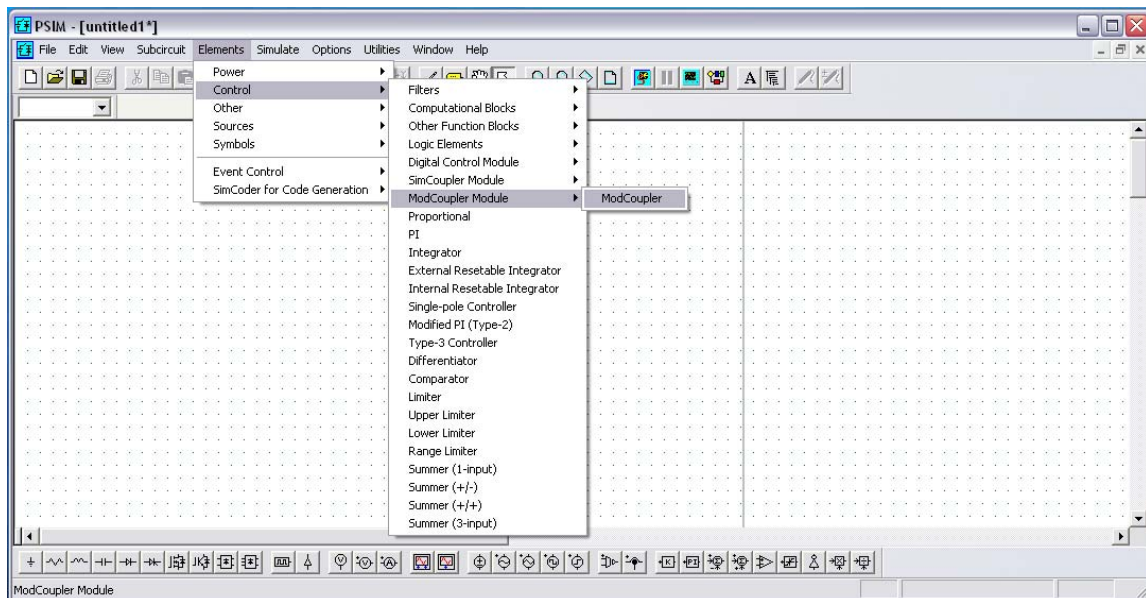 PSIM - [untitled1*]
File Edit View Subcircuit Elements Simulate Options Utilities Window Help
Power
Control
Other
Sources
Symbols
Event Control
SimCoder for Code Generation
Filters
Computational Blocks
Other Function Blocks
Logic Elements
Digital Control Module
SimCoupler Module
ModCoupler Module
Proportional
PI
Integrator
External Resetable Integrator
Internal Resetable Integrator
Single-pole Controller
Modified PI (Type-2)
Type-3 Controller
Differentiator
Comparator
Limiter
Upper Limiter
Lower Limiter
Range Limiter
Summer (1-input)
Summer (+/-)
Summer (+/+)
Summer (3-input)
ModCoupler
ModCoupler Module